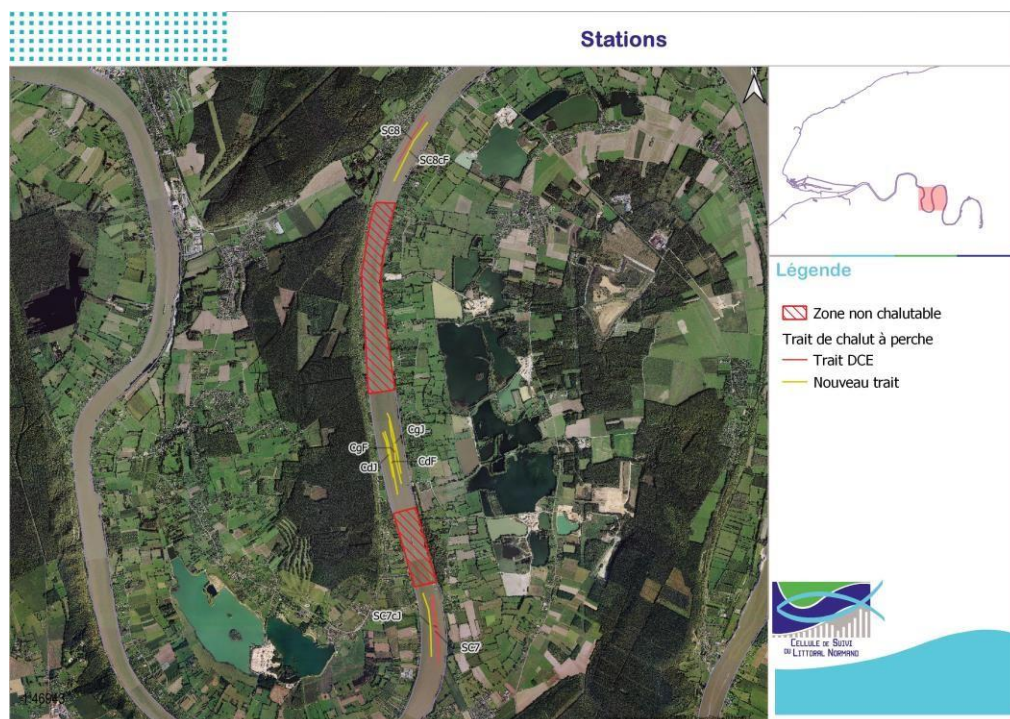 Stations
SC8
SC8cF
CgJ
CgF
CdF
CdJ
SC7cJ
SC7
Légende
Zone non chalutable
Trait de chalut à perche
Trait DCE
Nouveau trait
CELLULE DE SUIVI
DU LITTORAL NORMAND